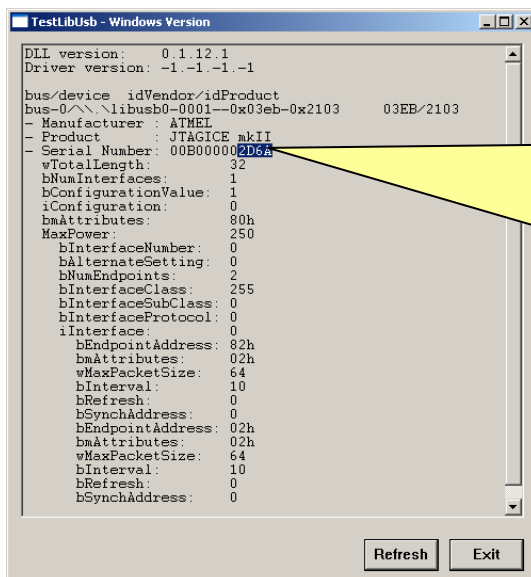 TestLibUsb - Windows Version
DLL version:    0.1.12.1
Driver version: -1.-1.-1.-1
bus/device  idVendor/idProduct
bus-0/\\.\libusb0-0001--0x03eb-0x2103     03EB/2103
- Manufacturer : ATMEL
- Product      : JTAGICE mkII
- Serial Number: 00B000002D6A
  wTotalLength:         32
  bNumInterfaces:       1
  bConfigurationValue:  1
  iConfiguration:       0
  bmAttributes:         80h
  MaxPower:             250
    bInterfaceNumber:   0
    bAlternateSetting:  0
    bNumEndpoints:      2
    bInterfaceClass:    255
    bInterfaceSubClass: 0
    bInterfaceProtocol: 0
    iInterface:         0
      bEndpointAddress: 82h
      bmAttributes:     02h
      wMaxPacketSize:   64
      bInterval:        10
      bRefresh:         0
      bSynchAddress:    0
      bEndpointAddress: 02h
      bmAttributes:     02h
      wMaxPacketSize:   64
      bInterval:        10
      bRefresh:         0
      bSynchAddress:    0
Refresh Exit